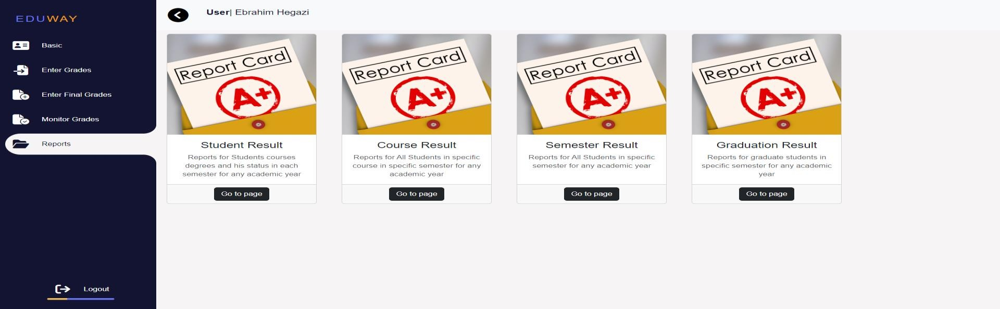 EDUWAY
Basic
Enter Grades
Enter Final Grades
Monitor Grades
Reports
Logout
User| Ebrahim Hegazi
Report Card
A+
Student Result
Reports for Students courses
degrees and his status in each
semester for any academic year
Go to page
Report Card
A+
Course Result
Reports for All Students in specific
course in specific semester for any
academic year
Go to page
Report Card
A+
Semester Result
Reports for All Students in specific
semester for any academic year
Go to page
Report Card
A+
Graduation Result
Reports for graduate students in
specific semester for any academic
year
Go to page